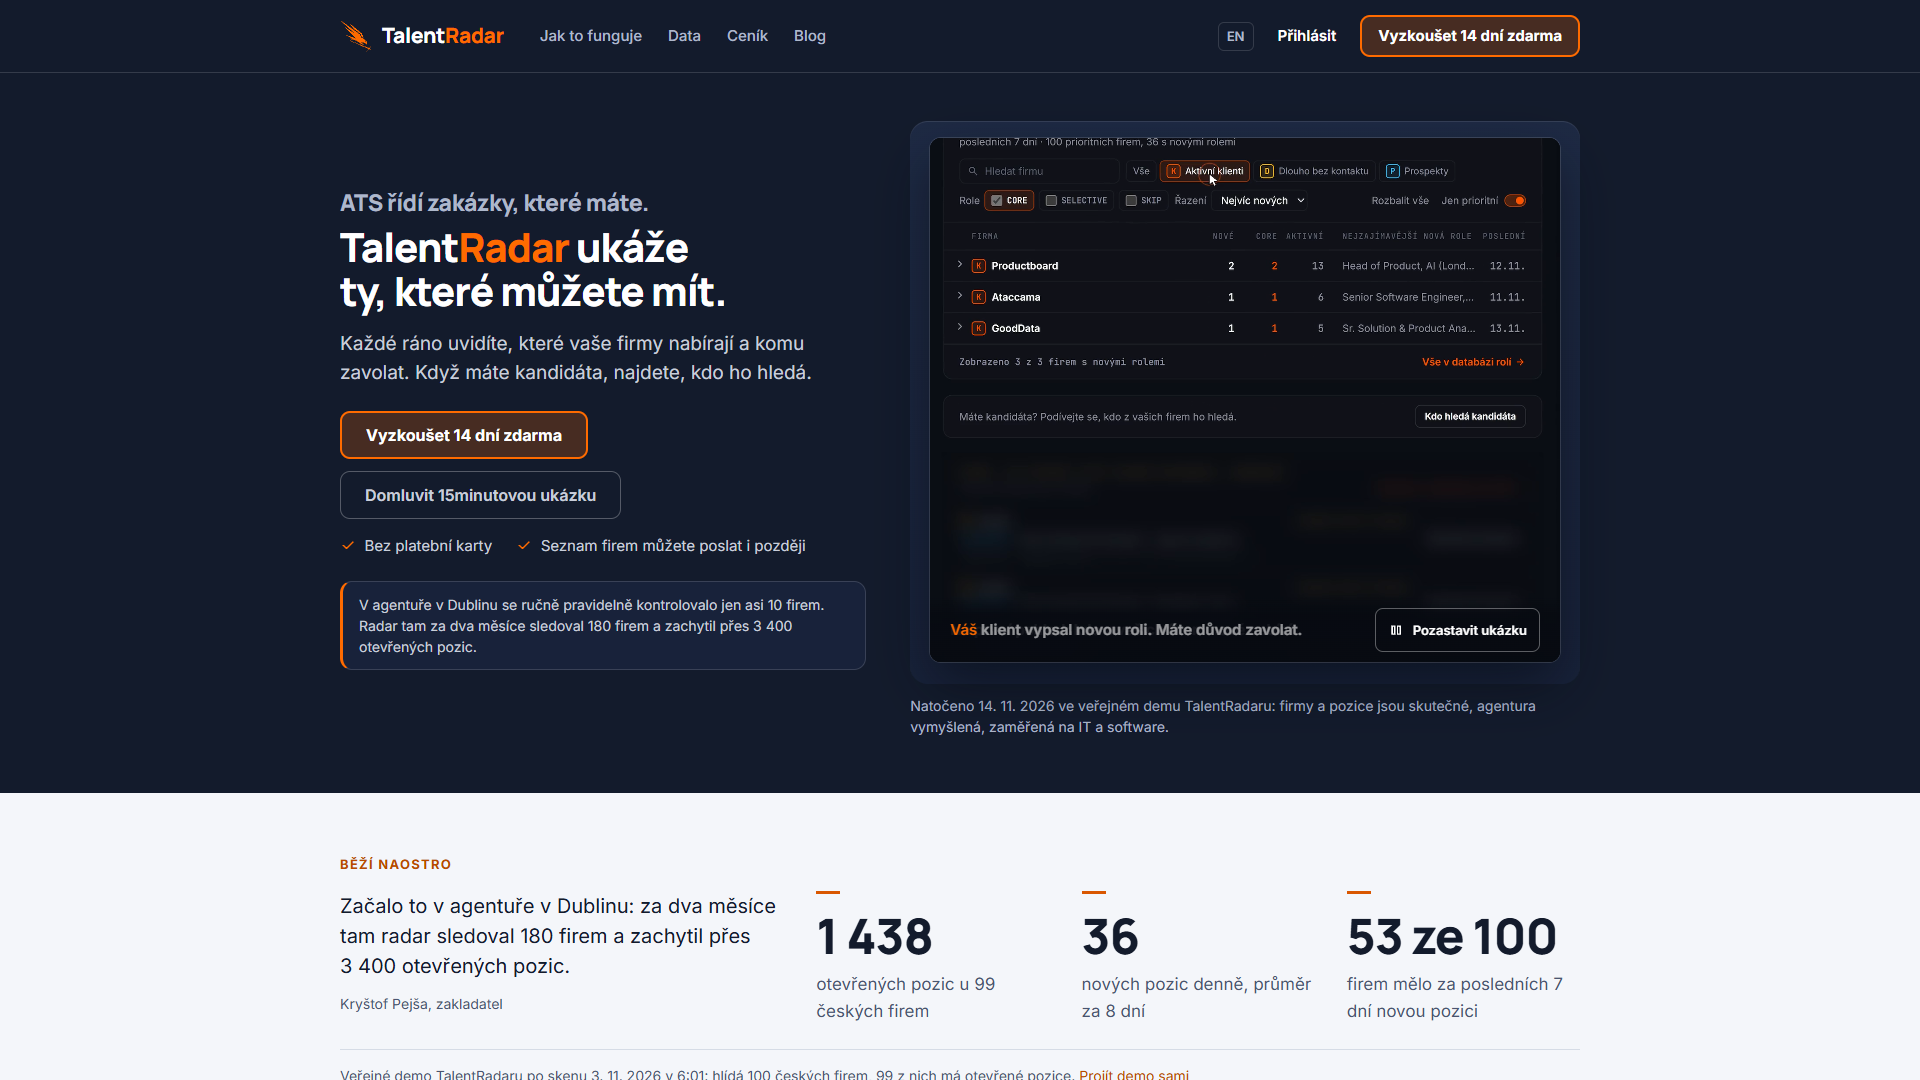 TalentRadar
Jak to funguje
Data
Ceník
Blog
EN
Přihlásit
Vyzkoušet 14 dní zdarma
ATS řídí zakázky, které máte.
TalentRadar ukáže
ty, které můžete mít.
Každé ráno uvidíte, které vaše firmy nabírají a komu
zavolat. Když máte kandidáta, najdete, kdo ho hledá.
Vyzkoušet 14 dní zdarma
Domluvit 15minutovou ukázku
Bez platební karty
Seznam firem můžete poslat i později
V agentuře v Dublinu se ručně pravidelně kontrolovalo jen asi 10 firem.
Radar tam za dva měsíce sledoval 180 firem a zachytil přes 3 400
otevřených pozic.
posledních 7 dní · 100 prioritních firem, 36 s novými rolemi
Hledat firmu
Vše
K Aktivní klienti
D Dlouho bez kontaktu
P Prospekty
Role
CORE
SELECTIVE
SKIP
Řazení
Nejvíc nových
Rozbalit vše
Jen prioritní
FIRMA NOVÉ CORE AKTIVNÍ NEJZAJÍMAVĚJŠÍ NOVÁ ROLE POSLEDNÍ
K Productboard 2 2 13 Head of Product, AI (Lond... 12.11.
K Ataccama 1 1 6 Senior Software Engineer,... 11.11.
K GoodData 1 1 5 Sr. Solution & Product Ana... 13.11.
Zobrazeno 3 z 3 firem s novými rolemi
Vše v databázi rolí →
Máte kandidáta? Podívejte se, kdo z vašich firem ho hledá.
Kdo hledá kandidáta
Váš klient vypsal novou roli. Máte důvod zavolat.
Pozastavit ukázku
Natočeno 14. 11. 2026 ve veřejném demu TalentRadaru: firmy a pozice jsou skutečné, agentura
vymyšlená, zaměřená na IT a software.
BĚŽÍ NAOSTRO
Začalo to v agentuře v Dublinu: za dva měsíce
tam radar sledoval 180 firem a zachytil přes
3 400 otevřených pozic.
Kryštof Pejša, zakladatel
1 438
otevřených pozic u 99
českých firem
36
nových pozic denně, průměr
za 8 dní
53 ze 100
firem mělo za posledních 7
dní novou pozici
Veřejné demo TalentRadaru po skenu 3. 11. 2026 v 6:01: hlídá 100 českých firem, 99 z nich má otevřené pozice. Projít demo sami